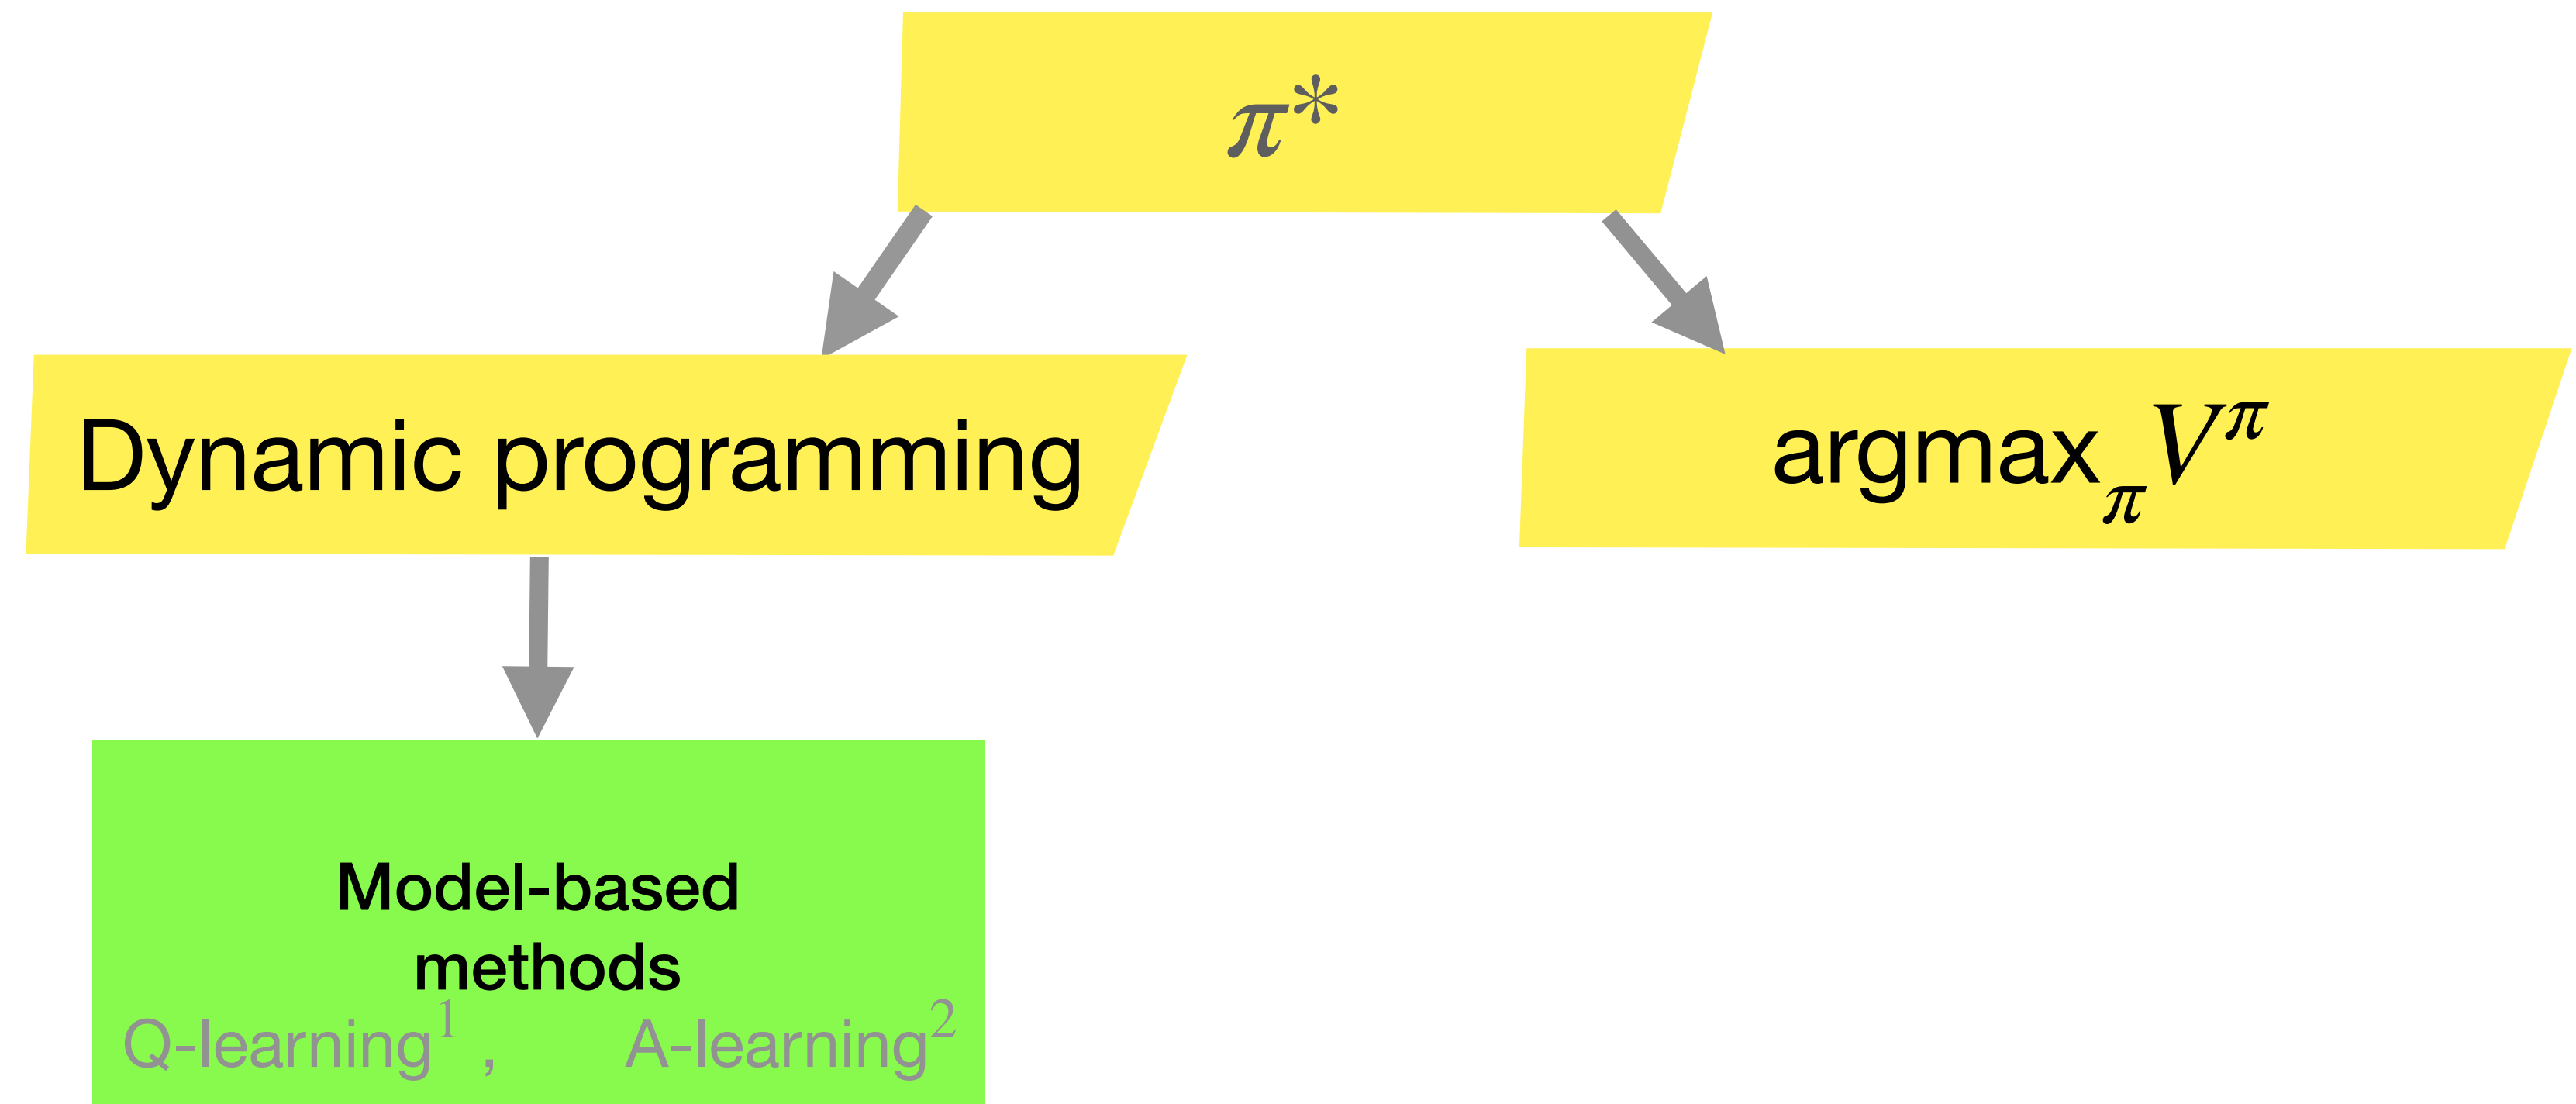 π*
Dynamic programming
argmax_π V^π
Model-based
methods
Q-learning¹ , A-learning²